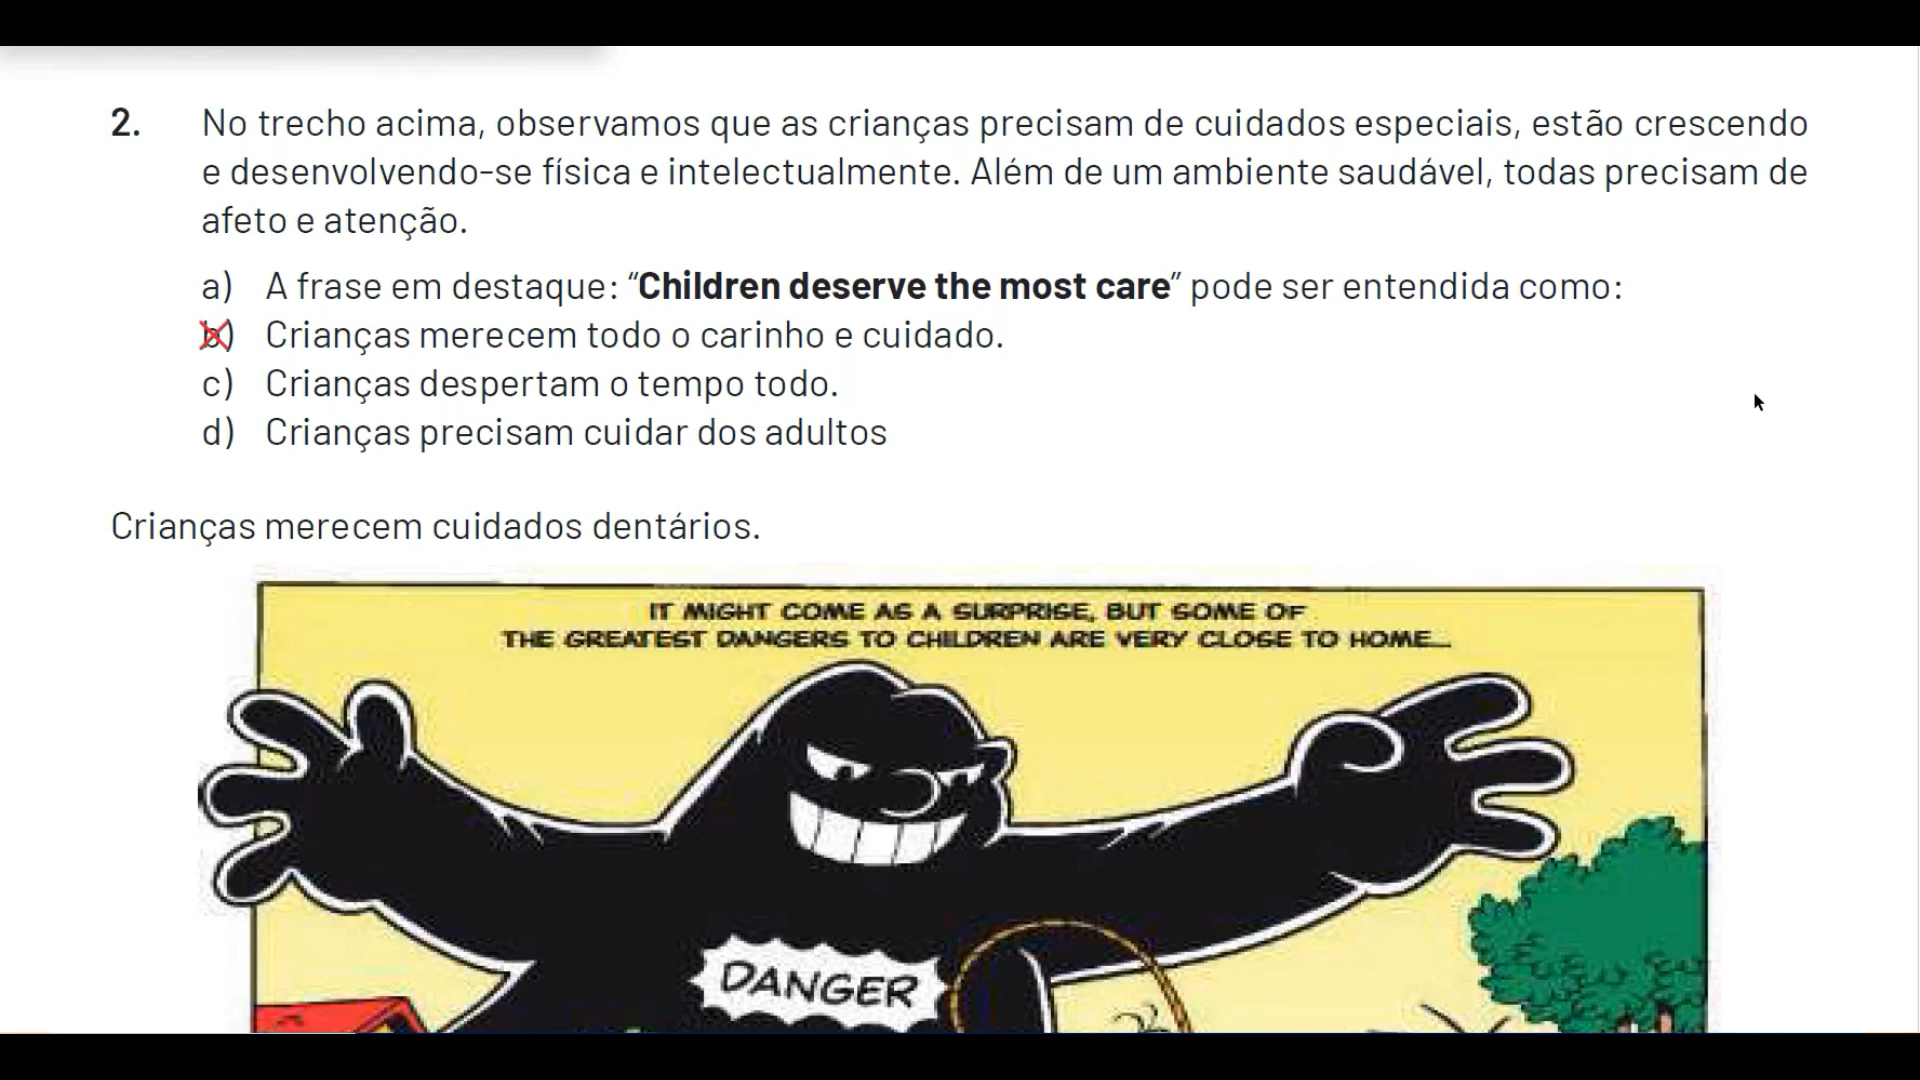 2. No trecho acima, observamos que as crianças precisam de cuidados especiais, estão crescendo
e desenvolvendo-se física e intelectualmente. Além de um ambiente saudável, todas precisam de
afeto e atenção.
a) A frase em destaque: “Children deserve the most care” pode ser entendida como:
b) Crianças merecem todo o carinho e cuidado.
c) Crianças despertam o tempo todo.
d) Crianças precisam cuidar dos adultos
Crianças merecem cuidados dentários.
IT MIGHT COME AS A SURPRISE, BUT SOME OF
THE GREATEST DANGERS TO CHILDREN ARE VERY CLOSE TO HOME...
DANGER